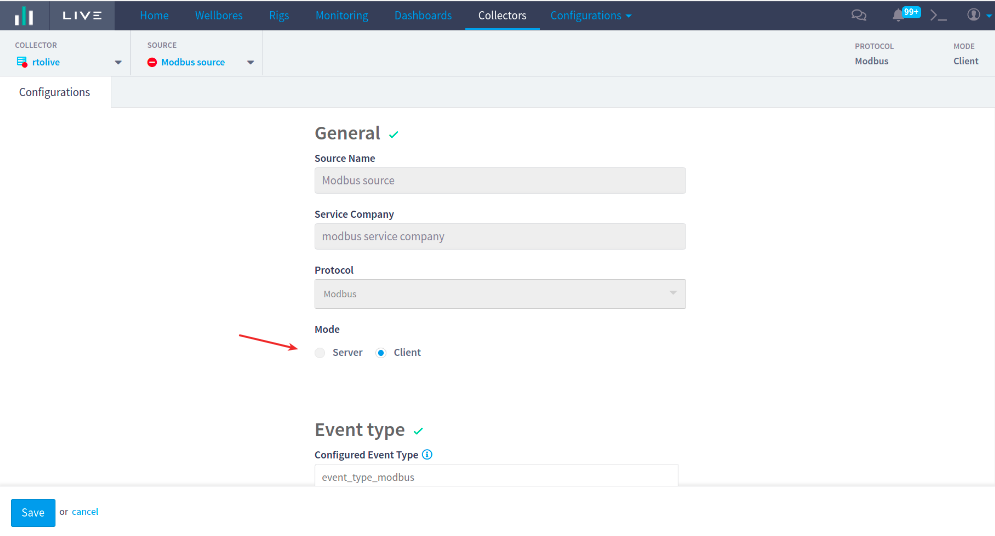 LIVE Home Wellbores Rigs Monitoring Dashboards Collectors Configurations 99+
COLLECTOR SOURCE PROTOCOL MODE
rtolive Modbus source Modbus Client
Configurations
General
Source Name
Modbus source
Service Company
modbus service company
Protocol
Modbus
Mode
Server Client
Event type
Configured Event Type
event_type_modbus
Save or cancel